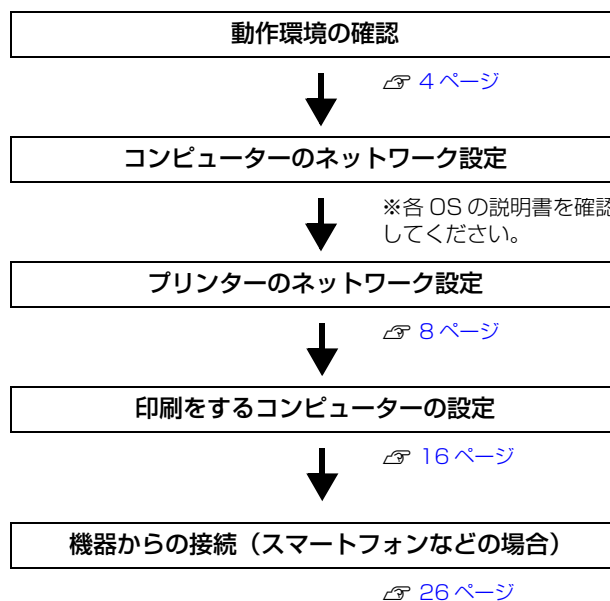 動作環境の確認
☞ 4 ページ
コンピューターのネットワーク設定
※各 OS の説明書を確認
してください。
プリンターのネットワーク設定
☞ 8 ページ
印刷をするコンピューターの設定
☞ 16 ページ
機器からの接続（スマートフォンなどの場合）
☞ 26 ページ